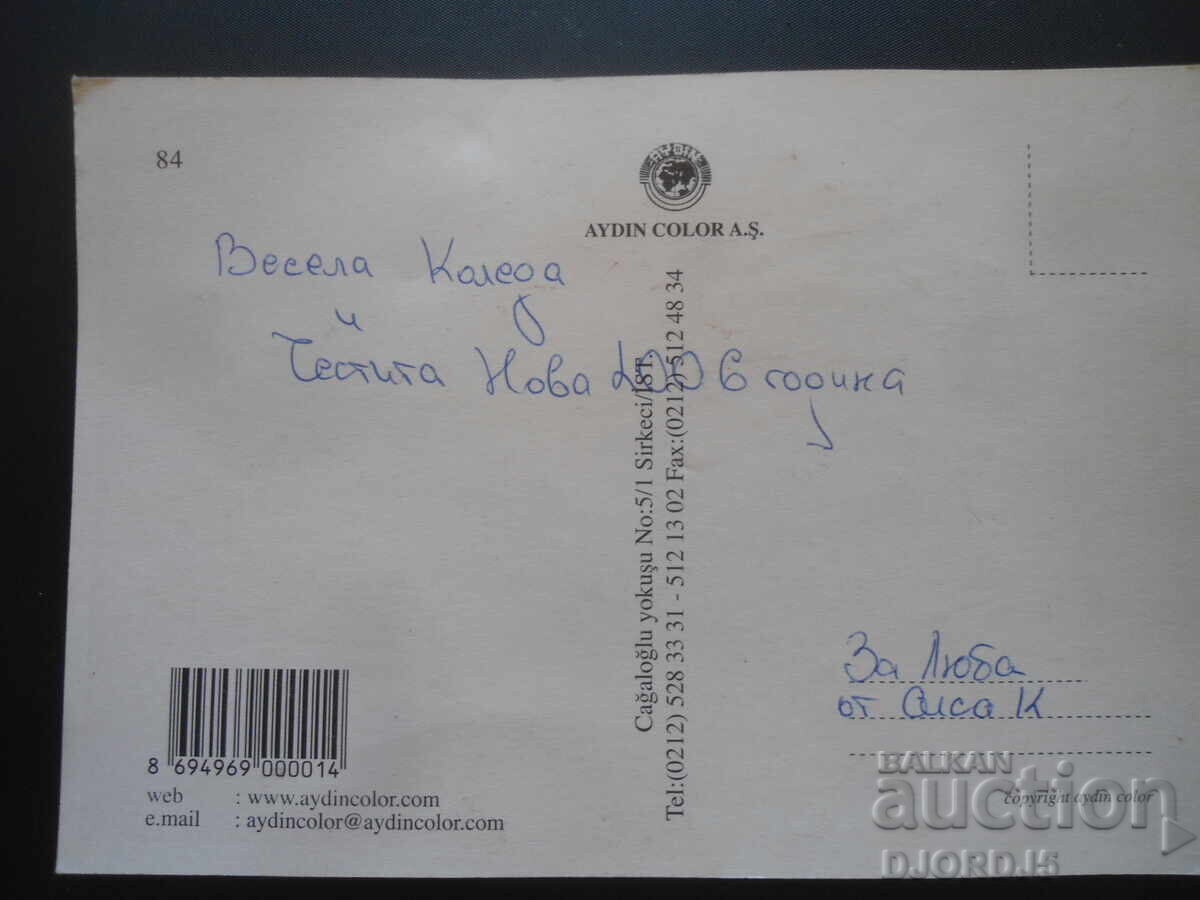 84
AYDIN
AYDIN COLOR A.Ş.
Весела Коледа
и
Честита Нова 2006 година
Cağaloğlu yokuşu No:5/1 Sirkeci/İST.
Tel:(0212) 528 33 31 - 512 13 02 Fax:(0212) 512 48 34
За Люба
от Сиса К
8 694969 000014
web : www.aydincolor.com
e.mail : aydincolor@aydincolor.com
copyright aydın color
BALKAN
auction
DJORDJ5